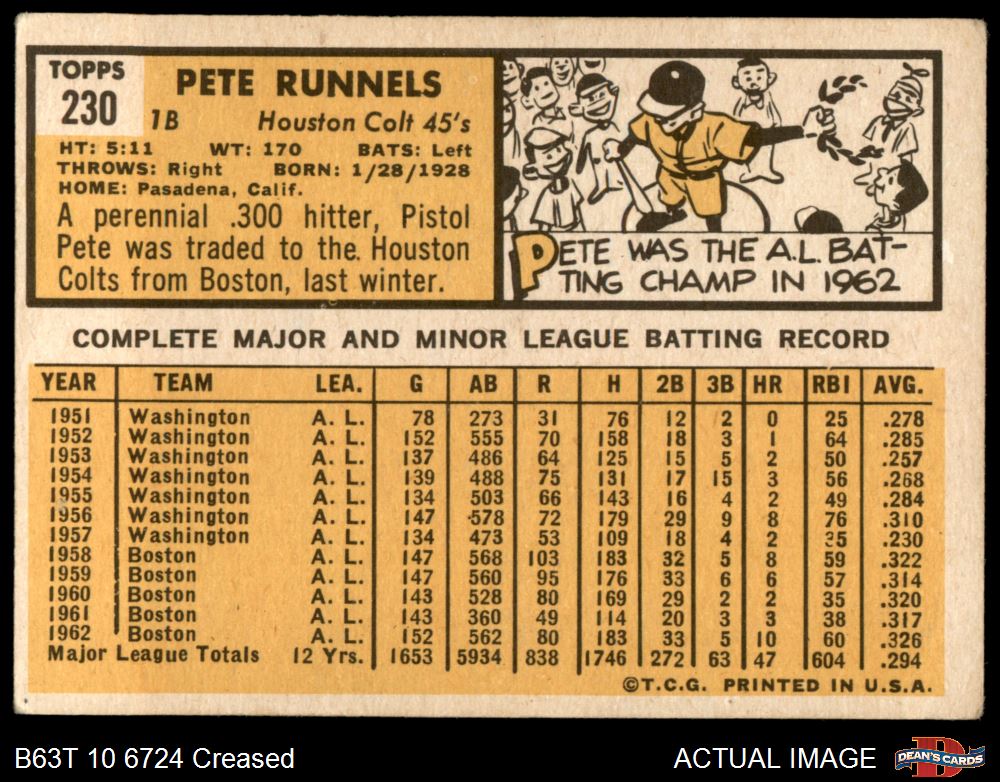 TOPPS
230
PETE RUNNELS
1B Houston Colt 45's
HT: 5:11 WT: 170 BATS: Left
THROWS: Right BORN: 1/28/1928
HOME: Pasadena, Calif.
A perennial .300 hitter, Pistol
Pete was traded to the Houston
Colts from Boston, last winter.
PETE WAS THE A.L. BAT-
TING CHAMP IN 1962
COMPLETE MAJOR AND MINOR LEAGUE BATTING RECORD
YEAR TEAM LEA. G AB R H 2B 3B HR RBI AVG.
1951 Washington A. L. 78 273 31 76 12 2 0 25 .278
1952 Washington A. L. 152 555 70 158 18 3 1 64 .285
1953 Washington A. L. 137 486 64 125 15 5 2 50 .257
1954 Washington A. L. 139 488 75 131 17 15 3 56 .268
1955 Washington A. L. 134 503 66 143 16 4 2 49 .284
1956 Washington A. L. 147 578 72 179 29 9 8 76 .310
1957 Washington A. L. 134 473 53 109 18 4 2 35 .230
1958 Boston A. L. 147 568 103 183 32 5 8 59 .322
1959 Boston A. L. 147 560 95 176 33 6 6 57 .314
1960 Boston A. L. 143 528 80 169 29 2 2 35 .320
1961 Boston A. L. 143 360 49 114 20 3 3 38 .317
1962 Boston A. L. 152 562 80 183 33 5 10 60 .326
Major League Totals 12 Yrs. 1653 5934 838 1746 272 63 47 604 .294
©T.C.G. PRINTED IN U.S.A.
B63T 10 6724 Creased
ACTUAL IMAGE
D
DEAN'S CARDS